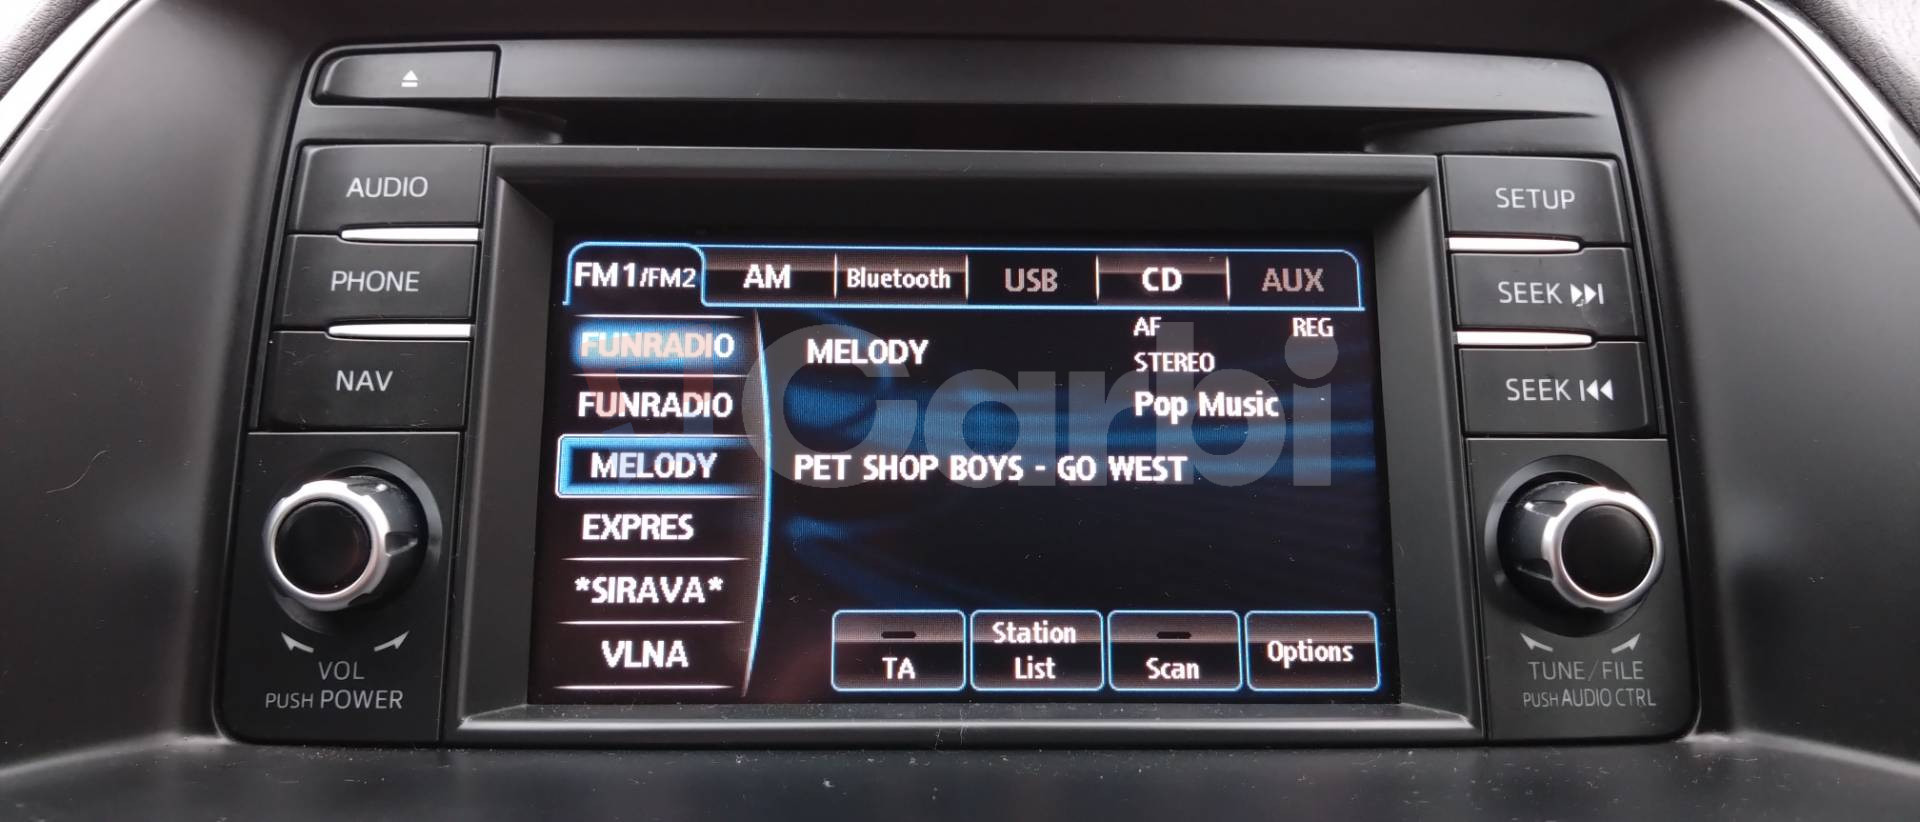 AUDIO
PHONE
NAV
VOL
PUSH POWER
FM1/FM2 AM Bluetooth USB CD AUX
FUNRADIO
FUNRADIO
MELODY
EXPRES
*SIRAVA*
VLNA
MELODY
AF REG
STEREO
Pop Music
PET SHOP BOYS - GO WEST
TA
Station
List
Scan
Options
SETUP
SEEK
SEEK
TUNE/FILE
PUSH AUDIO CTRL
Carbi